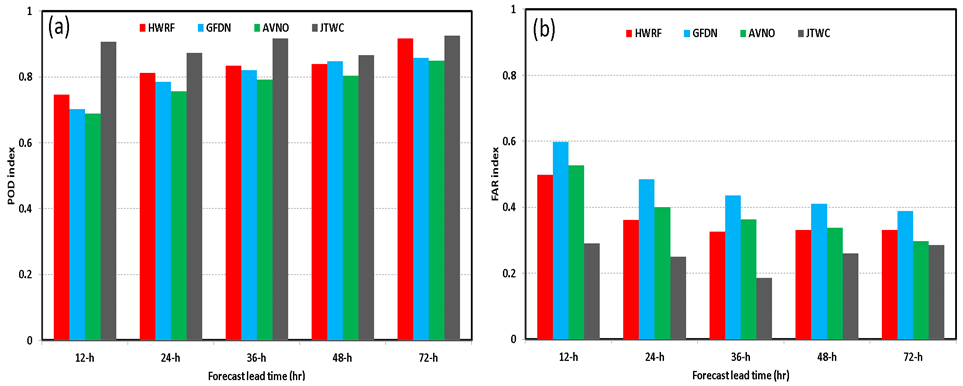 (a)
HWRF GFDN AVNO JTWC
1
0.8
0.6
0.4
0.2
0
POD index
12-h 24-h 36-h 48-h 72-h
Forecast lead time (hr)
(b)
HWRF GFDN AVNO JTWC
1
0.8
0.6
0.4
0.2
0
FAR index
12-h 24-h 36-h 48-h 72-h
Forecast lead time (hr)